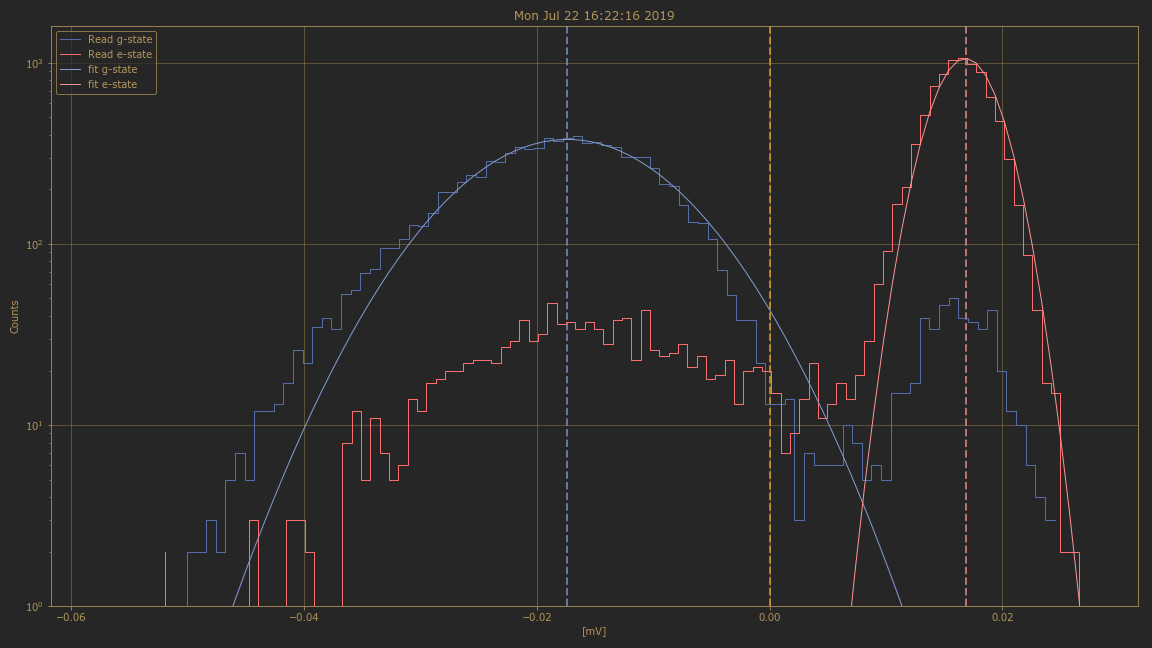 Mon Jul 22 16:22:16 2019
Read g-state
Read e-state
fit g-state
fit e-state
10³
10²
10¹
10⁰
Counts
−0.06
−0.04
−0.02
0.00
0.02
[mV]